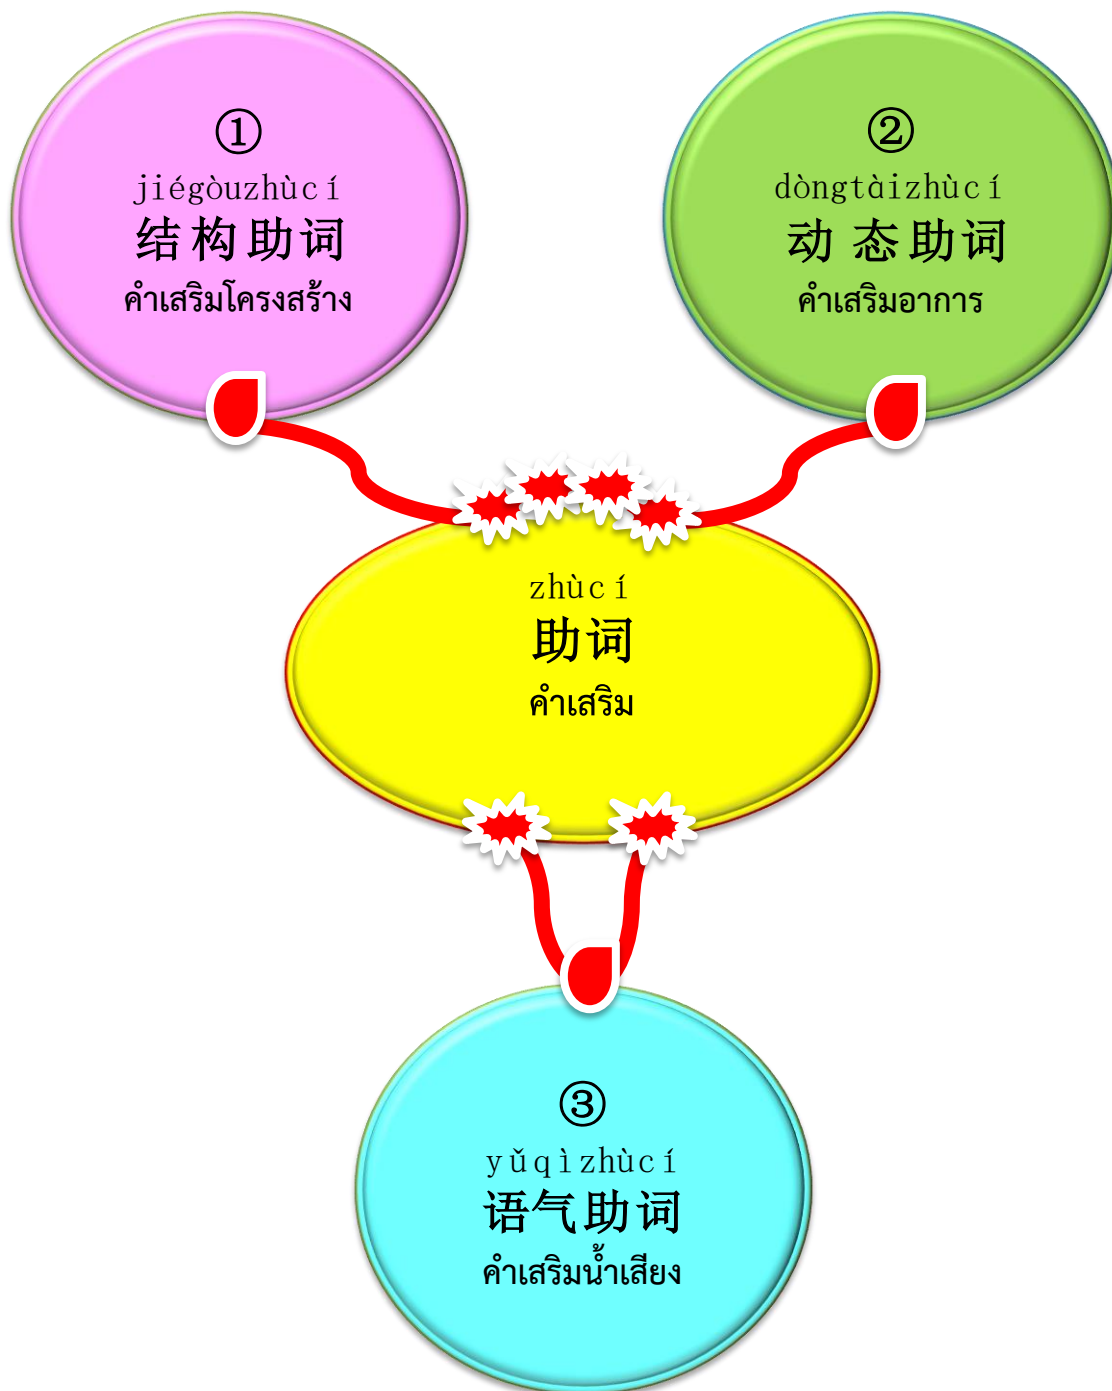 ①
jiégòuzhùcí
结构助词
คำเสริมโครงสร้าง
②
dòngtàizhùcí
动态助词
คำเสริมอาการ
zhùcí
助词
คำเสริม
③
yǔqìzhùcí
语气助词
คำเสริมน้ำเสียง